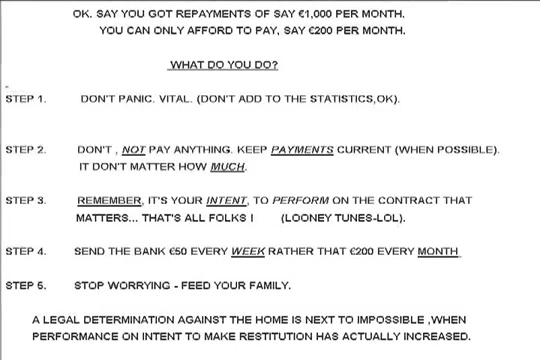 OK. SAY YOU GOT REPAYMENTS OF SAY €1,000 PER MONTH.
YOU CAN ONLY AFFORD TO PAY, SAY €200 PER MONTH.
WHAT DO YOU DO?
STEP 1. DON'T PANIC. VITAL. (DON'T ADD TO THE STATISTICS,OK).
STEP 2. DON'T , NOT PAY ANYTHING. KEEP PAYMENTS CURRENT (WHEN POSSIBLE).
IT DON'T MATTER HOW MUCH.
STEP 3. REMEMBER, IT'S YOUR INTENT, TO PERFORM ON THE CONTRACT THAT
MATTERS... THAT'S ALL FOLKS ! (LOONEY TUNES-LOL).
STEP 4. SEND THE BANK €50 EVERY WEEK RATHER THAT €200 EVERY MONTH
STEP 5. STOP WORRYING - FEED YOUR FAMILY.
A LEGAL DETERMINATION AGAINST THE HOME IS NEXT TO IMPOSSIBLE ,WHEN
PERFORMANCE ON INTENT TO MAKE RESTITUTION HAS ACTUALLY INCREASED.